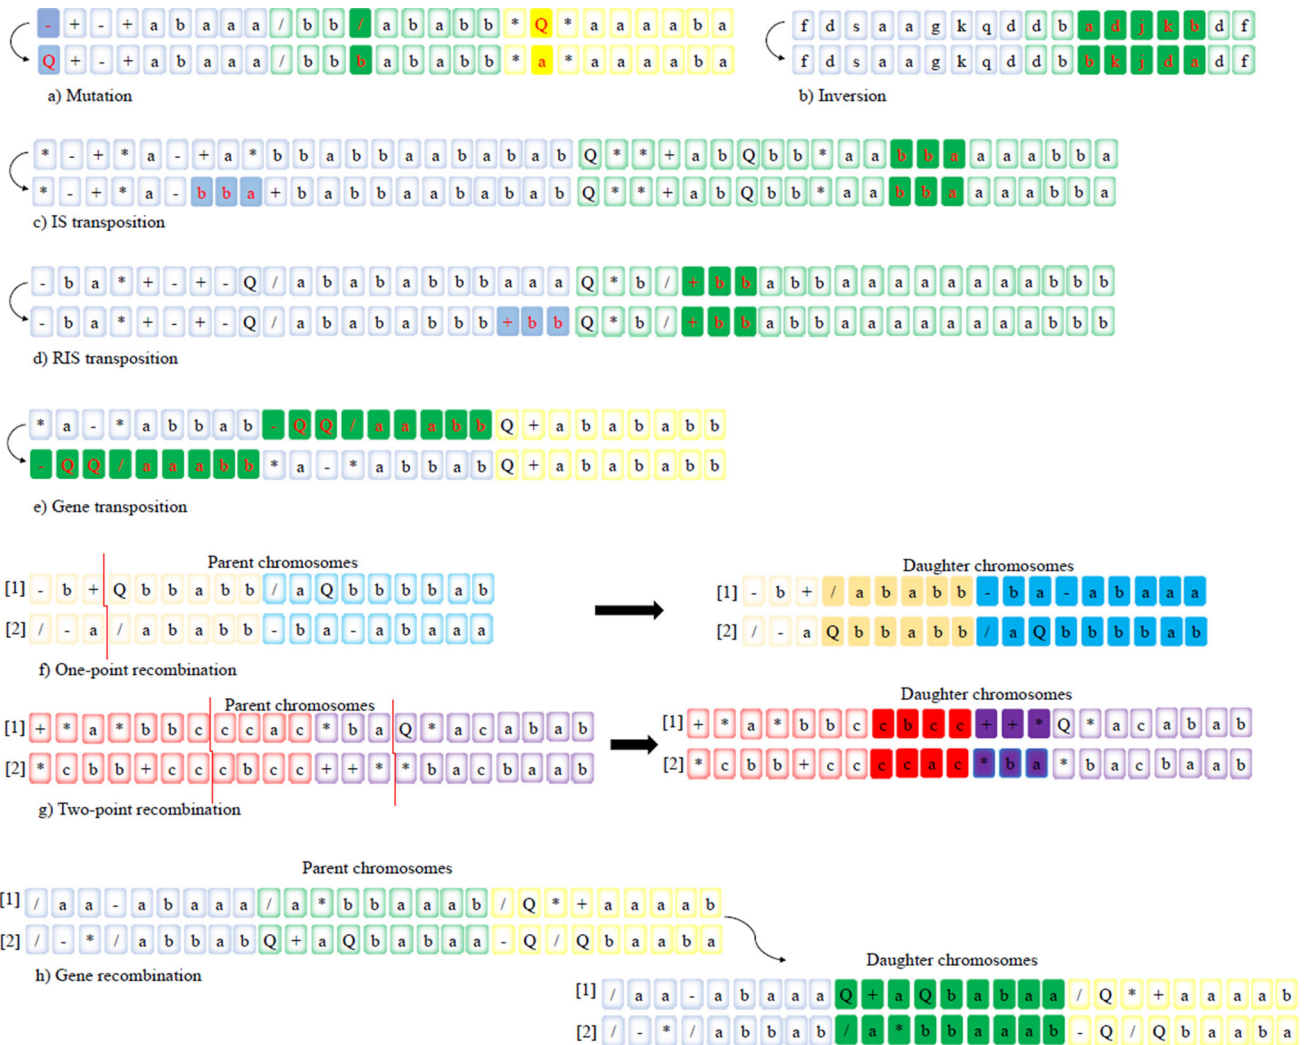 - + - + a b a a a / b b / a b a b b * Q * a a a a b a
Q + - + a b a a a / b b b a b a b b * a * a a a a b a
a) Mutation
f d s a a g k q d d b a d j k b d f
f d s a a g k q d d b b k j d a d f
b) Inversion
* - + * a - + a * b b a b b a a b a b a b Q * * + a b Q b b * a a b b a a a a b b a
* - + * a - b b a + b a b b a a b a b a b Q * * + a b Q b b * a a b b a a a a b b a
c) IS transposition
- b a * + - + - Q / a b a b a b b a a a Q * b / + b b a b b a a a a a a a a b b b
- b a * + - + - Q / a b a b a b b + b b Q * b / + b b a b b a a a a a a a a b b b
d) RIS transposition
* a - * a b b a b - Q Q / a a a b b Q + a b a b a b b
- Q Q / a a a b b * a - * a b b a b Q + a b a b a b b
e) Gene transposition
Parent chromosomes
[1] - b + Q b b a b b / a Q b b b b a b
[2] / - a / a b a b b - b a - a b a a a
f) One-point recombination
Daughter chromosomes
[1] - b + / a b a b b - b a - a b a a a
[2] / - a Q b b a b b / a Q b b b b a b
Parent chromosomes
[1] + * a * b b c c c a c * b a Q * a c a b a b
[2] * c b b + c c c b c c + + * * b a c b a a b
g) Two-point recombination
Daughter chromosomes
[1] + * a * b b c c b c c + + * Q * a c a b a b
[2] * c b b + c c c c a c * b a * b a c b a a b
Parent chromosomes
[1] / a a - a b a a a / a * b b a a a b / Q * + a a a a b
[2] / - * / a b b a b Q + a Q b a b a a - Q / Q b a a b a
h) Gene recombination
Daughter chromosomes
[1] / a a - a b a a a Q + a Q b a b a a / Q * + a a a a b
[2] / - * / a b b a b / a * b b a a a b - Q / Q b a a b a